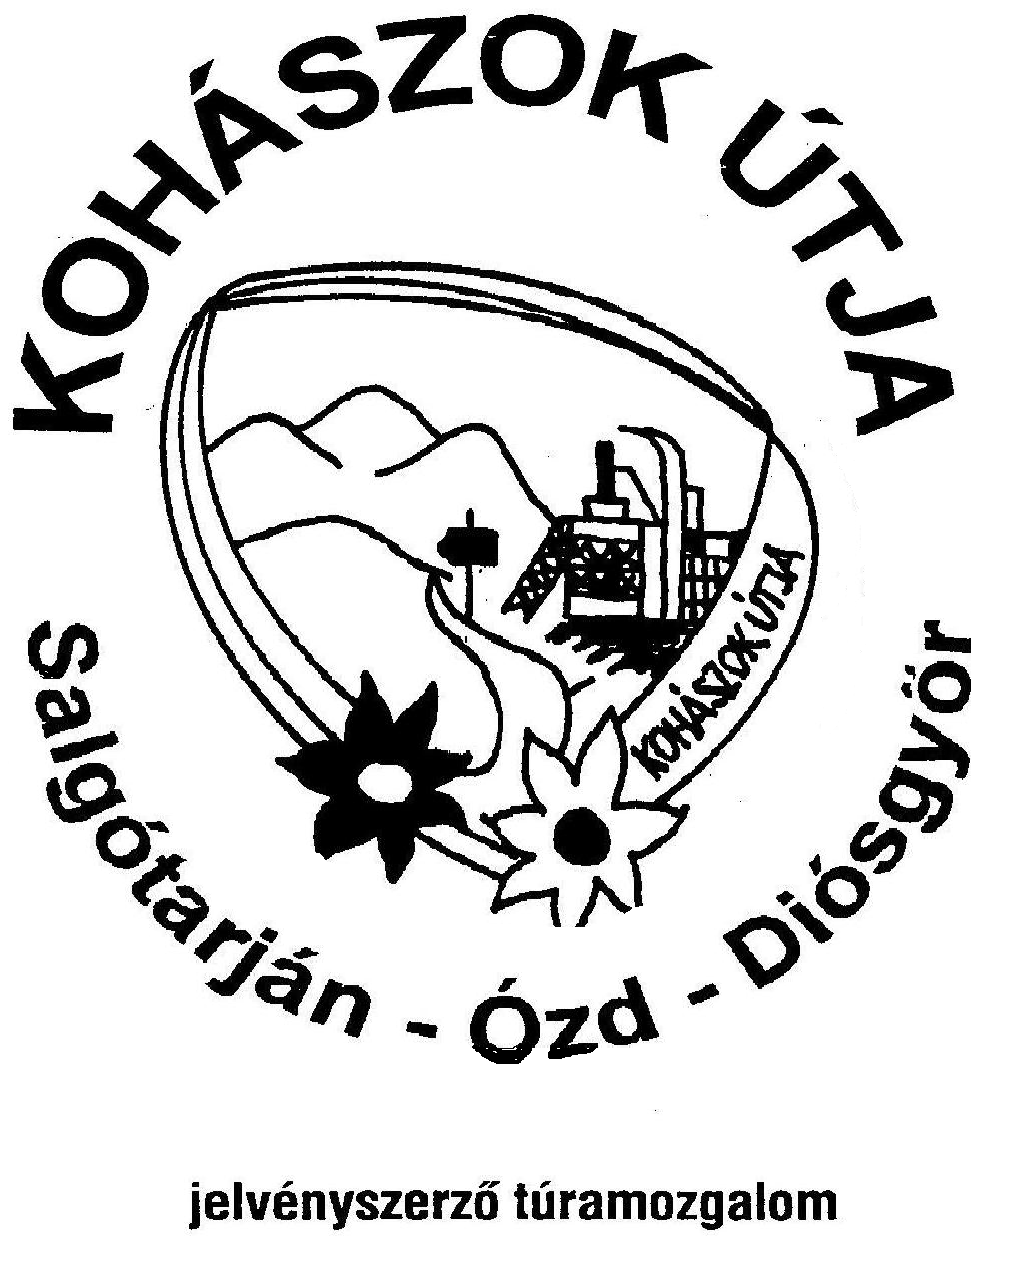 KOHÁSZOK ÚTJA
KOHÁSZOK ÚTJA
Salgótarján - Ózd - Diósgyőr
jelvényszerző túramozgalom